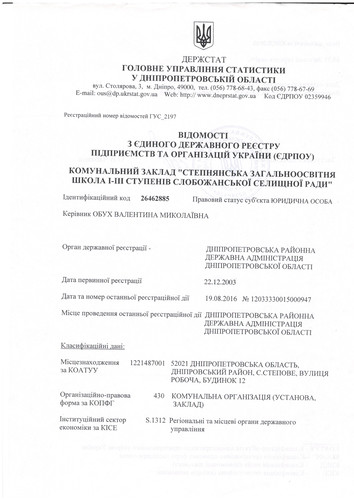 ДЕРЖСТАТ
ГОЛОВНЕ УПРАВЛІННЯ СТАТИСТИКИ
У ДНІПРОПЕТРОВСЬКІЙ ОБЛАСТІ
вул. Столярова, 3, м. Дніпро, 49000, тел. (056) 778-66-43, факс (056) 778-67-69
E-mail: ous@dp.ukrstat.gov.ua Web: http://www.dneprstat.gov.ua Код ЄДРПОУ 02359946
Реєстраційний номер відомостей ГУС_2197
ВІДОМОСТІ
З ЄДИНОГО ДЕРЖАВНОГО РЕЄСТРУ
ПІДПРИЄМСТВ ТА ОРГАНІЗАЦІЙ УКРАЇНИ (ЄДРПОУ)
КОМУНАЛЬНИЙ ЗАКЛАД "СТЕПНЯНСЬКА ЗАГАЛЬНООСВІТНЯ
ШКОЛА І-ІІІ СТУПЕНІВ СЛОБОЖАНСЬКОЇ СЕЛИЩНОЇ РАДИ"
Ідентифікаційний код 26462885 Правовий статус суб'єкта ЮРИДИЧНА ОСОБА
Керівник ОБУХ ВАЛЕНТИНА МИКОЛАЇВНА
Орган державної реєстрації - ДНІПРОПЕТРОВСЬКА РАЙОННА
ДЕРЖАВНА АДМІНІСТРАЦІЯ
ДНІПРОПЕТРОВСЬКОЇ ОБЛАСТІ
Дата первинної реєстрації 22.12.2003
Дата та номер останньої реєстраційної дії 19.08.2016 № 12033330015000947
Місце проведення останньої реєстраційної дії ДНІПРОПЕТРОВСЬКА РАЙОННА
ДЕРЖАВНА АДМІНІСТРАЦІЯ
ДНІПРОПЕТРОВСЬКОЇ ОБЛАСТІ
Класифікаційні дані:
Місцезнаходження 1221487001 52021 ДНІПРОПЕТРОВСЬКА ОБЛАСТЬ,
за КОАТУУ ДНІПРОВСЬКИЙ РАЙОН, С.СТЕПОВЕ, ВУЛИЦЯ
РОБОЧА, БУДИНОК 12
Організаційно-правова 430 КОМУНАЛЬНА ОРГАНІЗАЦІЯ (УСТАНОВА,
форма за КОПФГ ЗАКЛАД)
Інституційний сектор S.1312 Регіональні та місцеві органи державного
економіки за КІСЕ управління